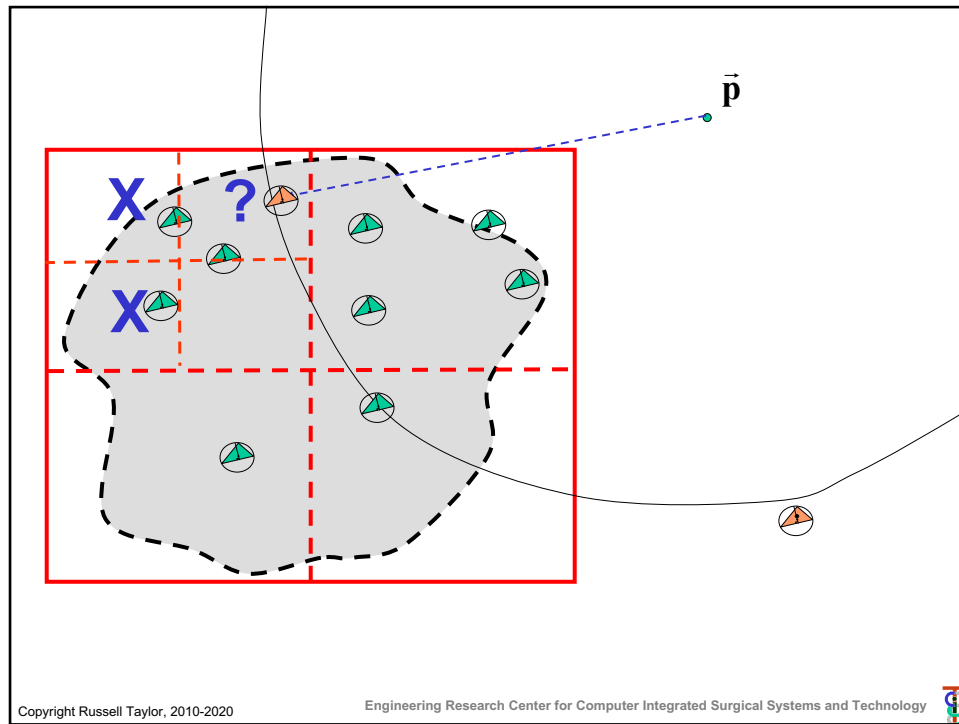 p
X
?
X
Copyright Russell Taylor, 2010-2020
Engineering Research Center for Computer Integrated Surgical Systems and Technology